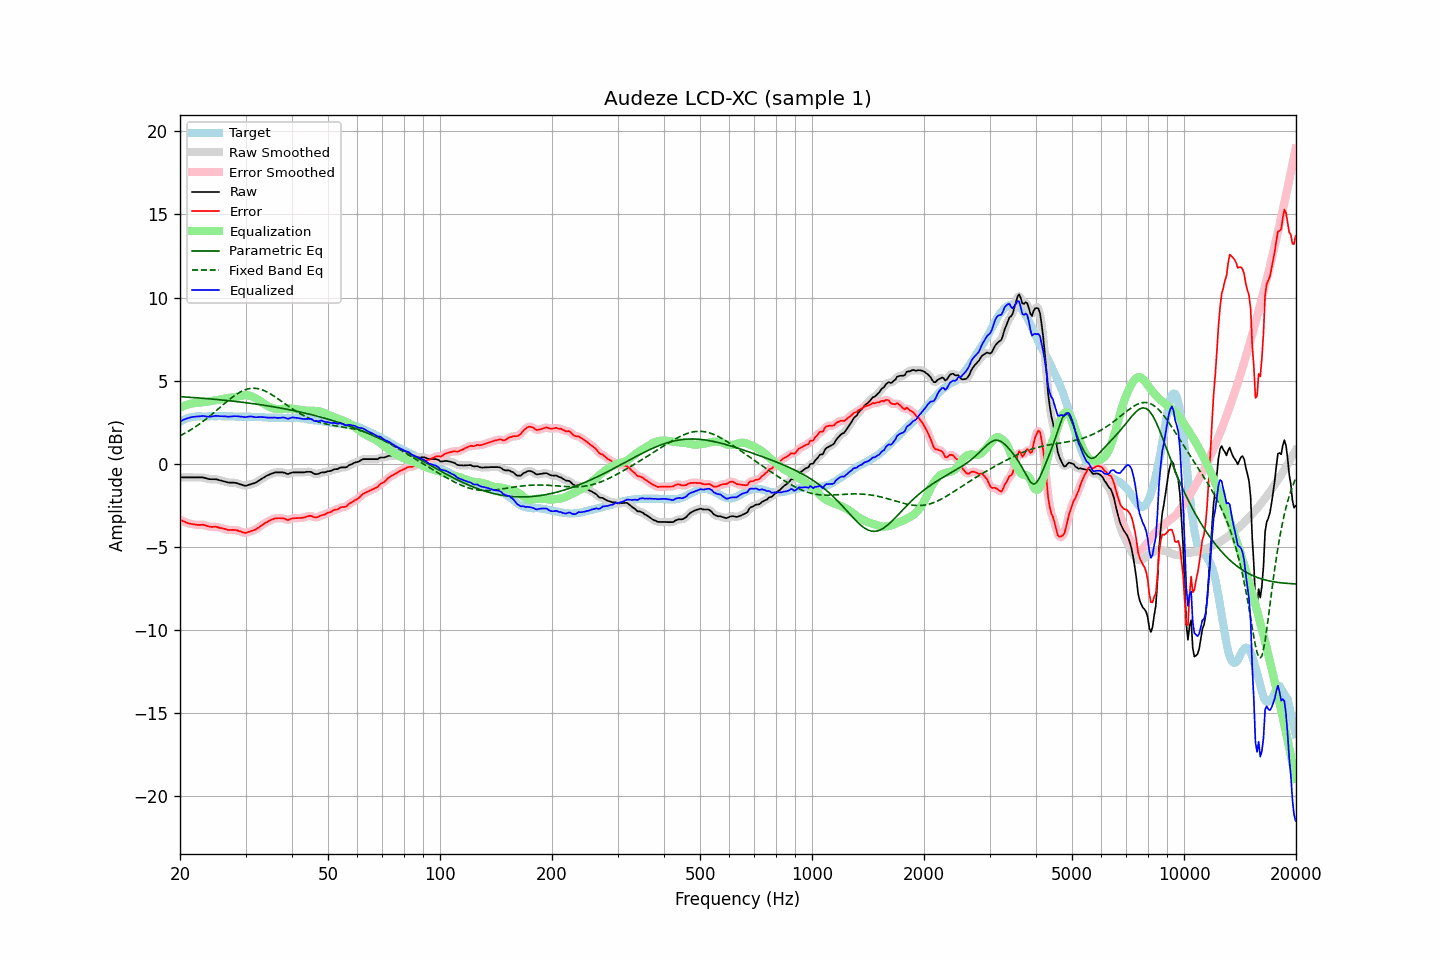 Audeze LCD-XC (sample 1)
Target
Raw Smoothed
Error Smoothed
Raw
Error
Equalization
Parametric Eq
Fixed Band Eq
Equalized
20
15
10
5
0
−5
−10
−15
−20
Amplitude (dBr)
20
50
100
200
500
1000
2000
5000
10000
20000
Frequency (Hz)